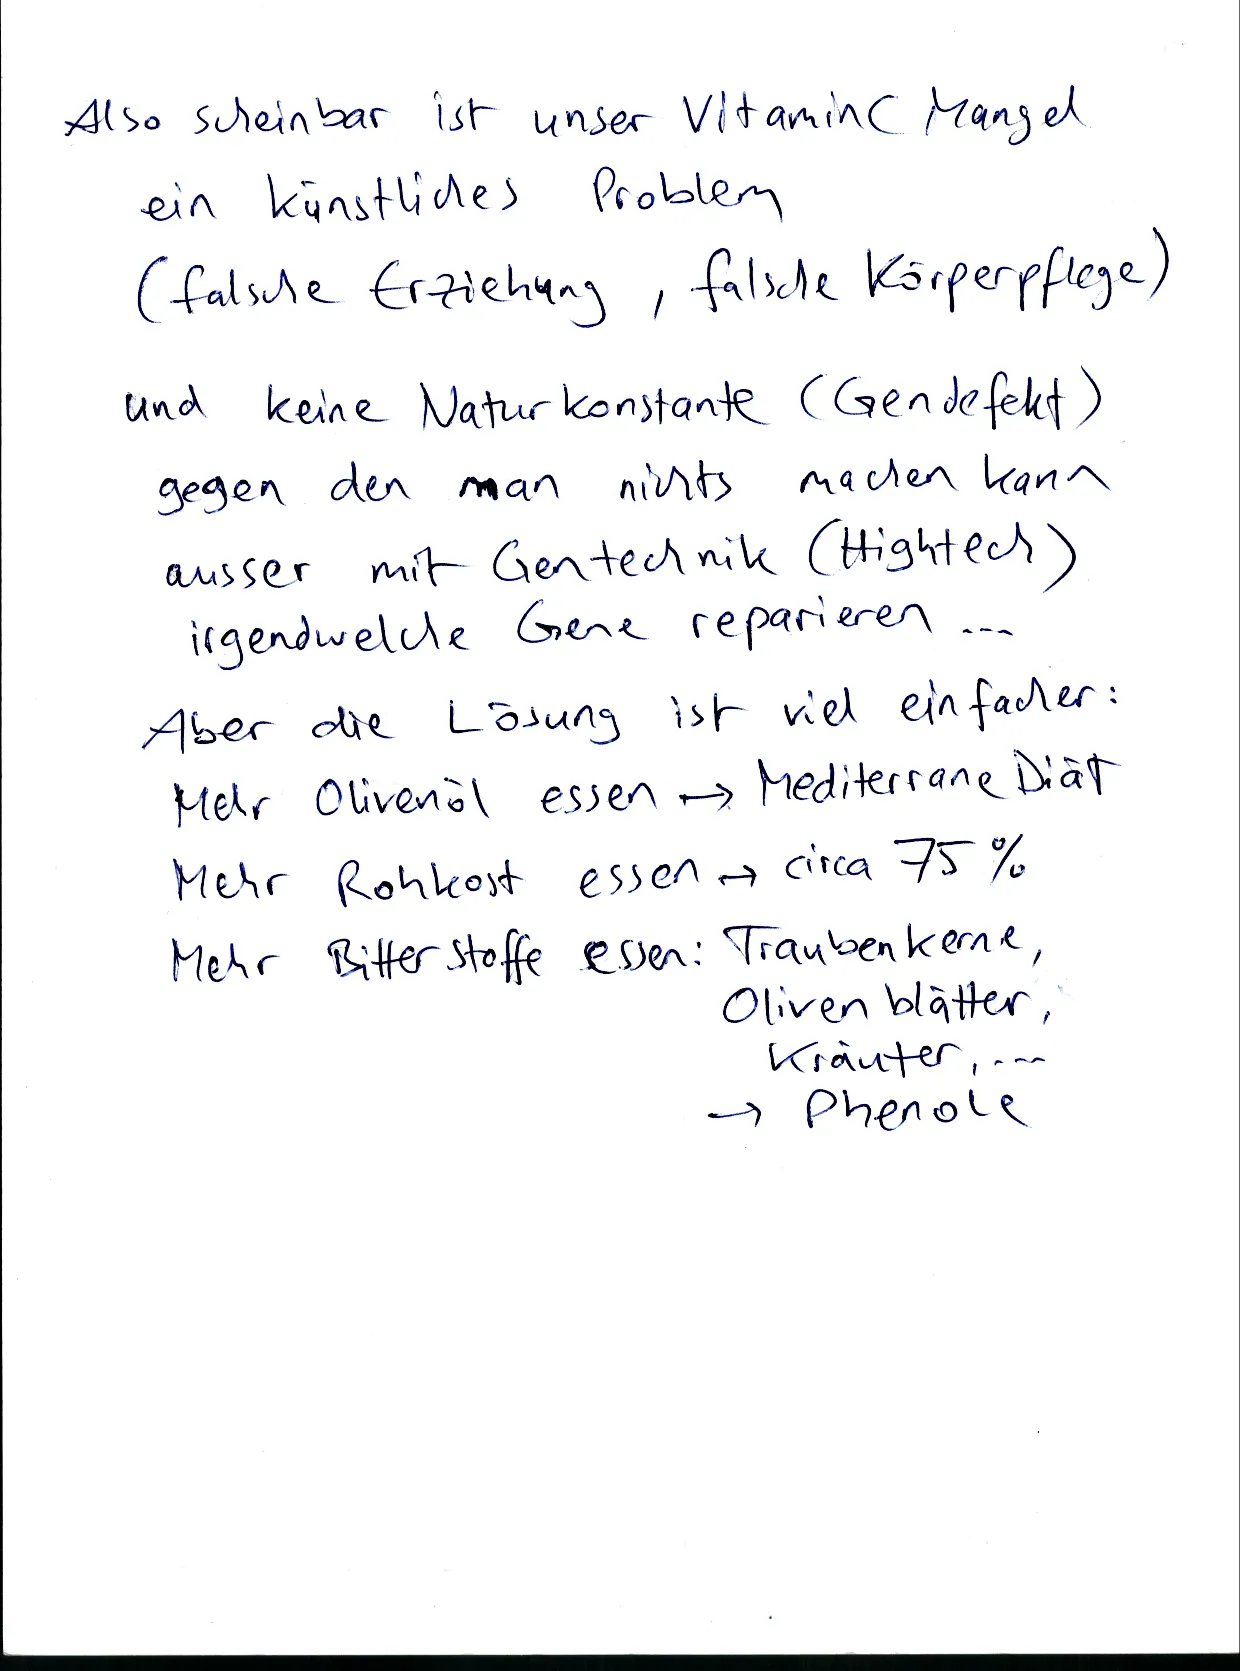 Also scheinbar ist unser Vitamin C Mangel
ein künstliches Problem
(falsche Erziehung, falsche Körperpflege)
und keine Naturkonstante (Gendefekt)
gegen den man nichts machen kann
ausser mit Gentechnik (Hightech)
irgendwelche Gene reparieren ...
Aber die Lösung ist viel einfacher:
Mehr Olivenöl essen → Mediterrane Diät
Mehr Rohkost essen → circa 75 %
Mehr Bitterstoffe essen: Traubenkerne,
Olivenblätter,
Kräuter, ...
→ Phenole